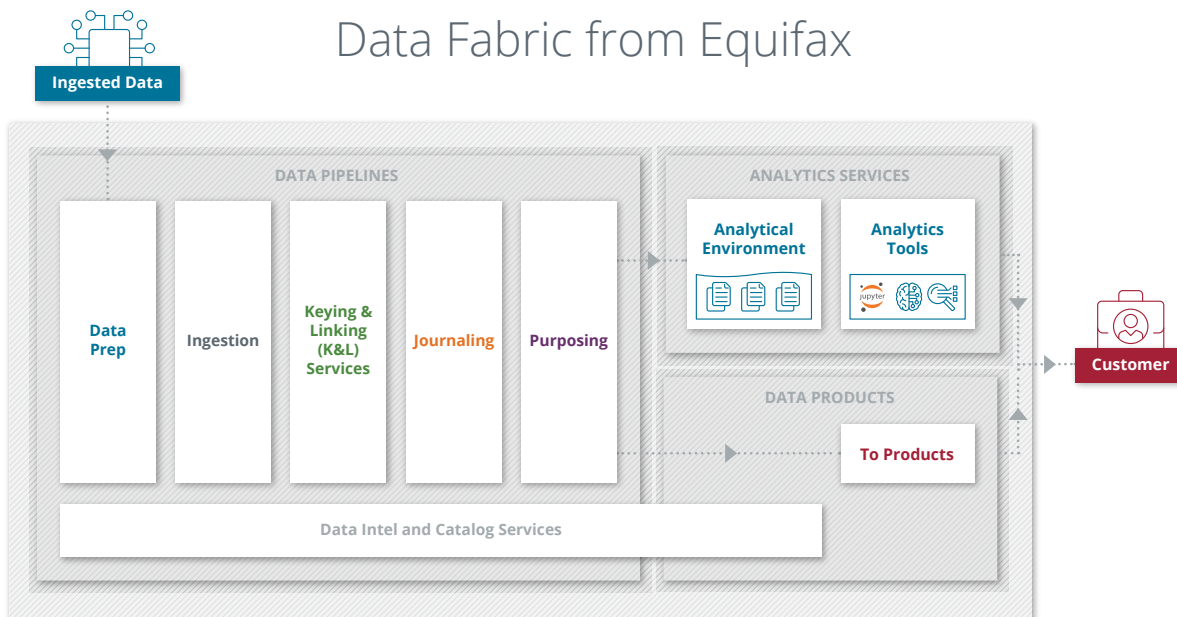 Data Fabric from Equifax
Ingested Data
DATA PIPELINES
Data
Prep
Ingestion
Keying &
Linking
(K&L)
Services
Journaling
Purposing
Data Intel and Catalog Services
ANALYTICS SERVICES
Analytical
Environment
Analytics
Tools
jupyter
DATA PRODUCTS
To Products
Customer